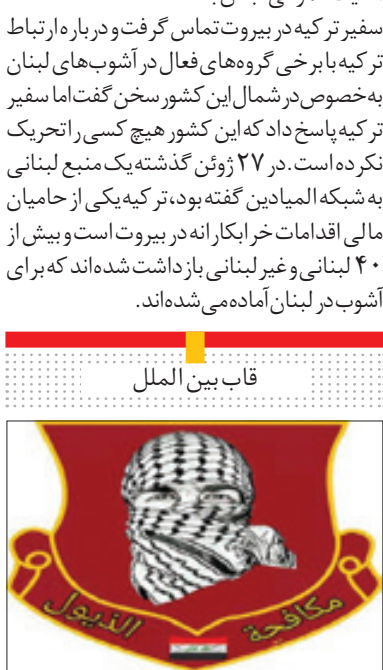 سفیر ترکیه در بیروت تماس گرفت و درباره ارتباط
ترکیه با برخی گروه‌های فعال در آشوب‌های لبنان
به‌خصوص در شمال این کشور سخن گفت اما سفیر
ترکیه پاسخ داد که این کشور هیچ کسی را تحریک
نکرده است. در ۲۷ ژوئن گذشته یک منبع لبنانی
به شبکه المیادین گفته بود، ترکیه یکی از حامیان
مالی اقدامات خرابکارانه در بیروت است و بیش از
۴۰ لبنانی و غیر لبنانی بازداشت شده‌اند که برای
آشوب در لبنان آماده می‌شده‌اند.
قاب بین الملل
مكافحة الذيول